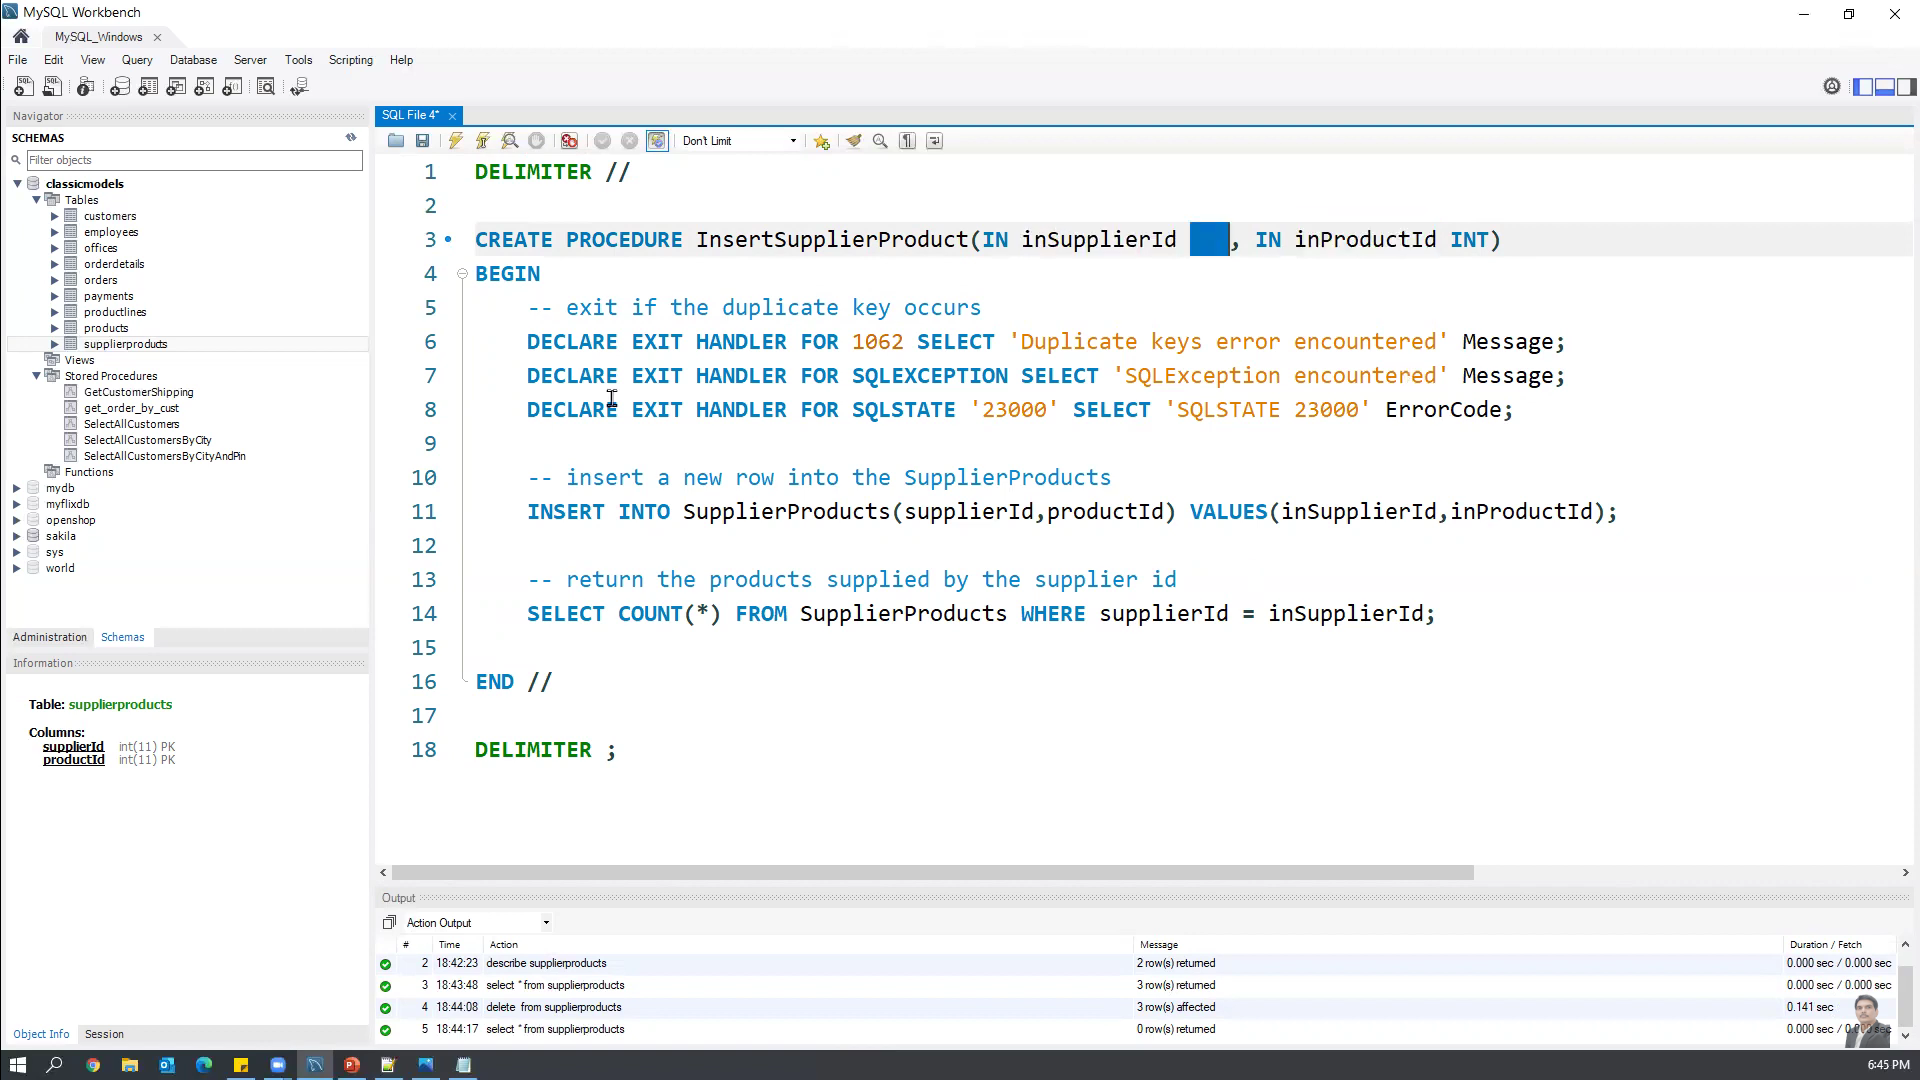 MySQL Workbench
MySQL_Windows
File Edit View Query Database Server Tools Scripting Help
Navigator
SCHEMAS
Filter objects
classicmodels
Tables
customers
employees
offices
orderdetails
orders
payments
productlines
products
supplierproducts
Views
Stored Procedures
GetCustomerShipping
get_order_by_cust
SelectAllCustomers
SelectAllCustomersByCity
SelectAllCustomersByCityAndPin
Functions
mydb
myflixdb
openshop
sakila
sys
world
Administration Schemas
Information
Table: supplierproducts
Columns:
supplierId int(11) PK
productId int(11) PK
Object Info Session
SQL File 4*
Don't Limit
1 DELIMITER //
2
3 CREATE PROCEDURE InsertSupplierProduct(IN inSupplierId , IN inProductId INT)
4 BEGIN
5 -- exit if the duplicate key occurs
6 DECLARE EXIT HANDLER FOR 1062 SELECT 'Duplicate keys error encountered' Message;
7 DECLARE EXIT HANDLER FOR SQLEXCEPTION SELECT 'SQLException encountered' Message;
8 DECLARE EXIT HANDLER FOR SQLSTATE '23000' SELECT 'SQLSTATE 23000' ErrorCode;
9
10 -- insert a new row into the SupplierProducts
11 INSERT INTO SupplierProducts(supplierId,productId) VALUES(inSupplierId,inProductId);
12
13 -- return the products supplied by the supplier id
14 SELECT COUNT(*) FROM SupplierProducts WHERE supplierId = inSupplierId;
15
16 END //
17
18 DELIMITER ;
Output
Action Output
# Time Action Message Duration / Fetch
2 18:42:23 describe supplierproducts 2 row(s) returned 0.000 sec / 0.000 sec
3 18:43:48 select * from supplierproducts 3 row(s) returned 0.000 sec / 0.000 sec
4 18:44:08 delete from supplierproducts 3 row(s) affected 0.141 sec
5 18:44:17 select * from supplierproducts 0 row(s) returned 0.000 sec / 0.000 sec
6:45 PM